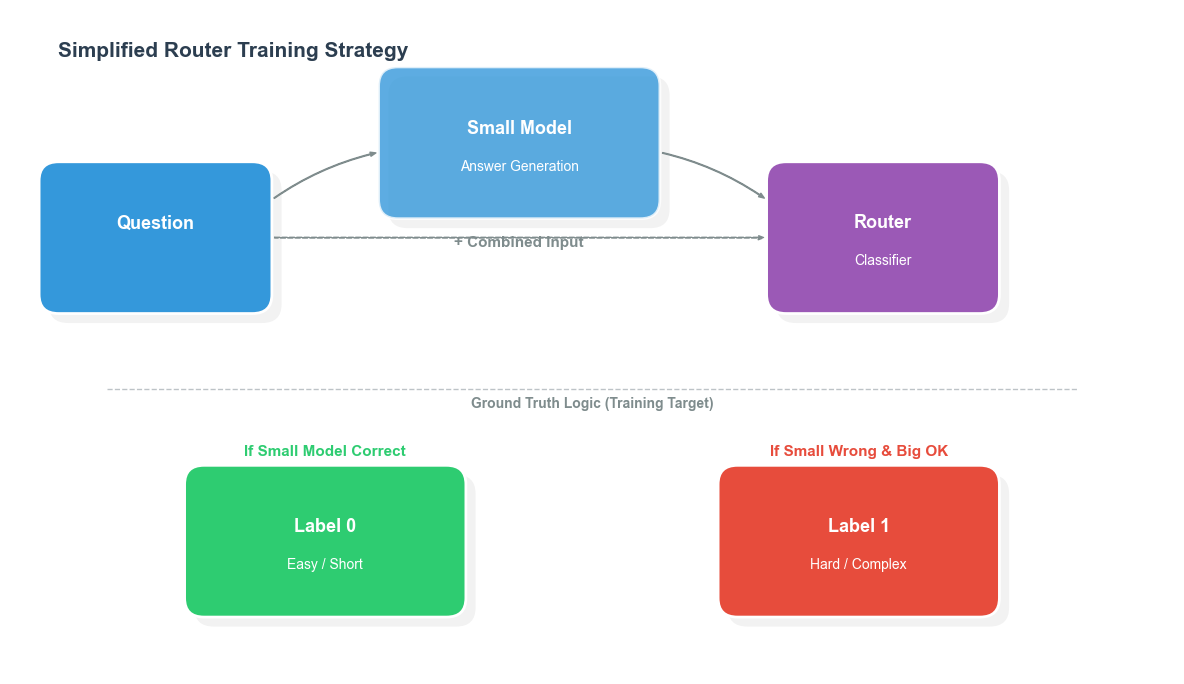 Simplified Router Training Strategy
Small Model
Answer Generation
Question
Router
Classifier
+ Combined Input
Ground Truth Logic (Training Target)
If Small Model Correct
If Small Wrong & Big OK
Label 0
Easy / Short
Label 1
Hard / Complex